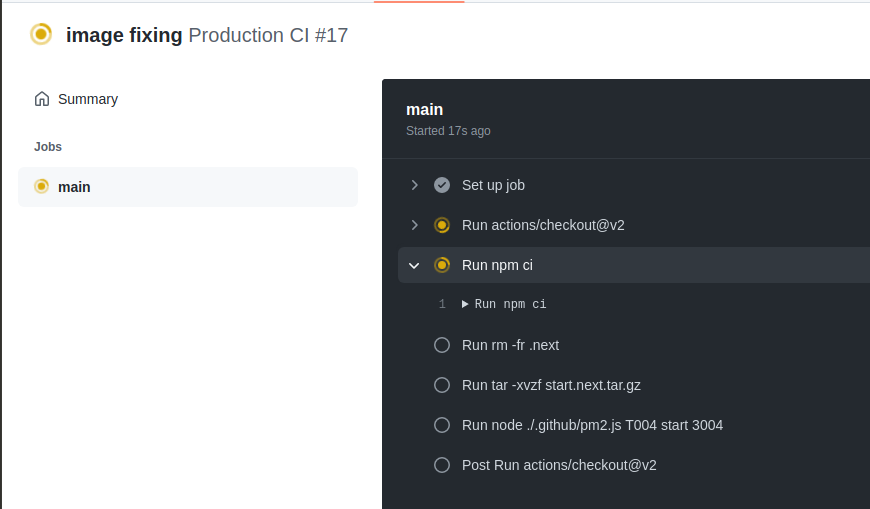 image fixing Production CI #17
Summary
Jobs
main
main
Started 17s ago
Set up job
Run actions/checkout@v2
Run npm ci
1 Run npm ci
Run rm -fr .next
Run tar -xvzf start.next.tar.gz
Run node ./.github/pm2.js T004 start 3004
Post Run actions/checkout@v2